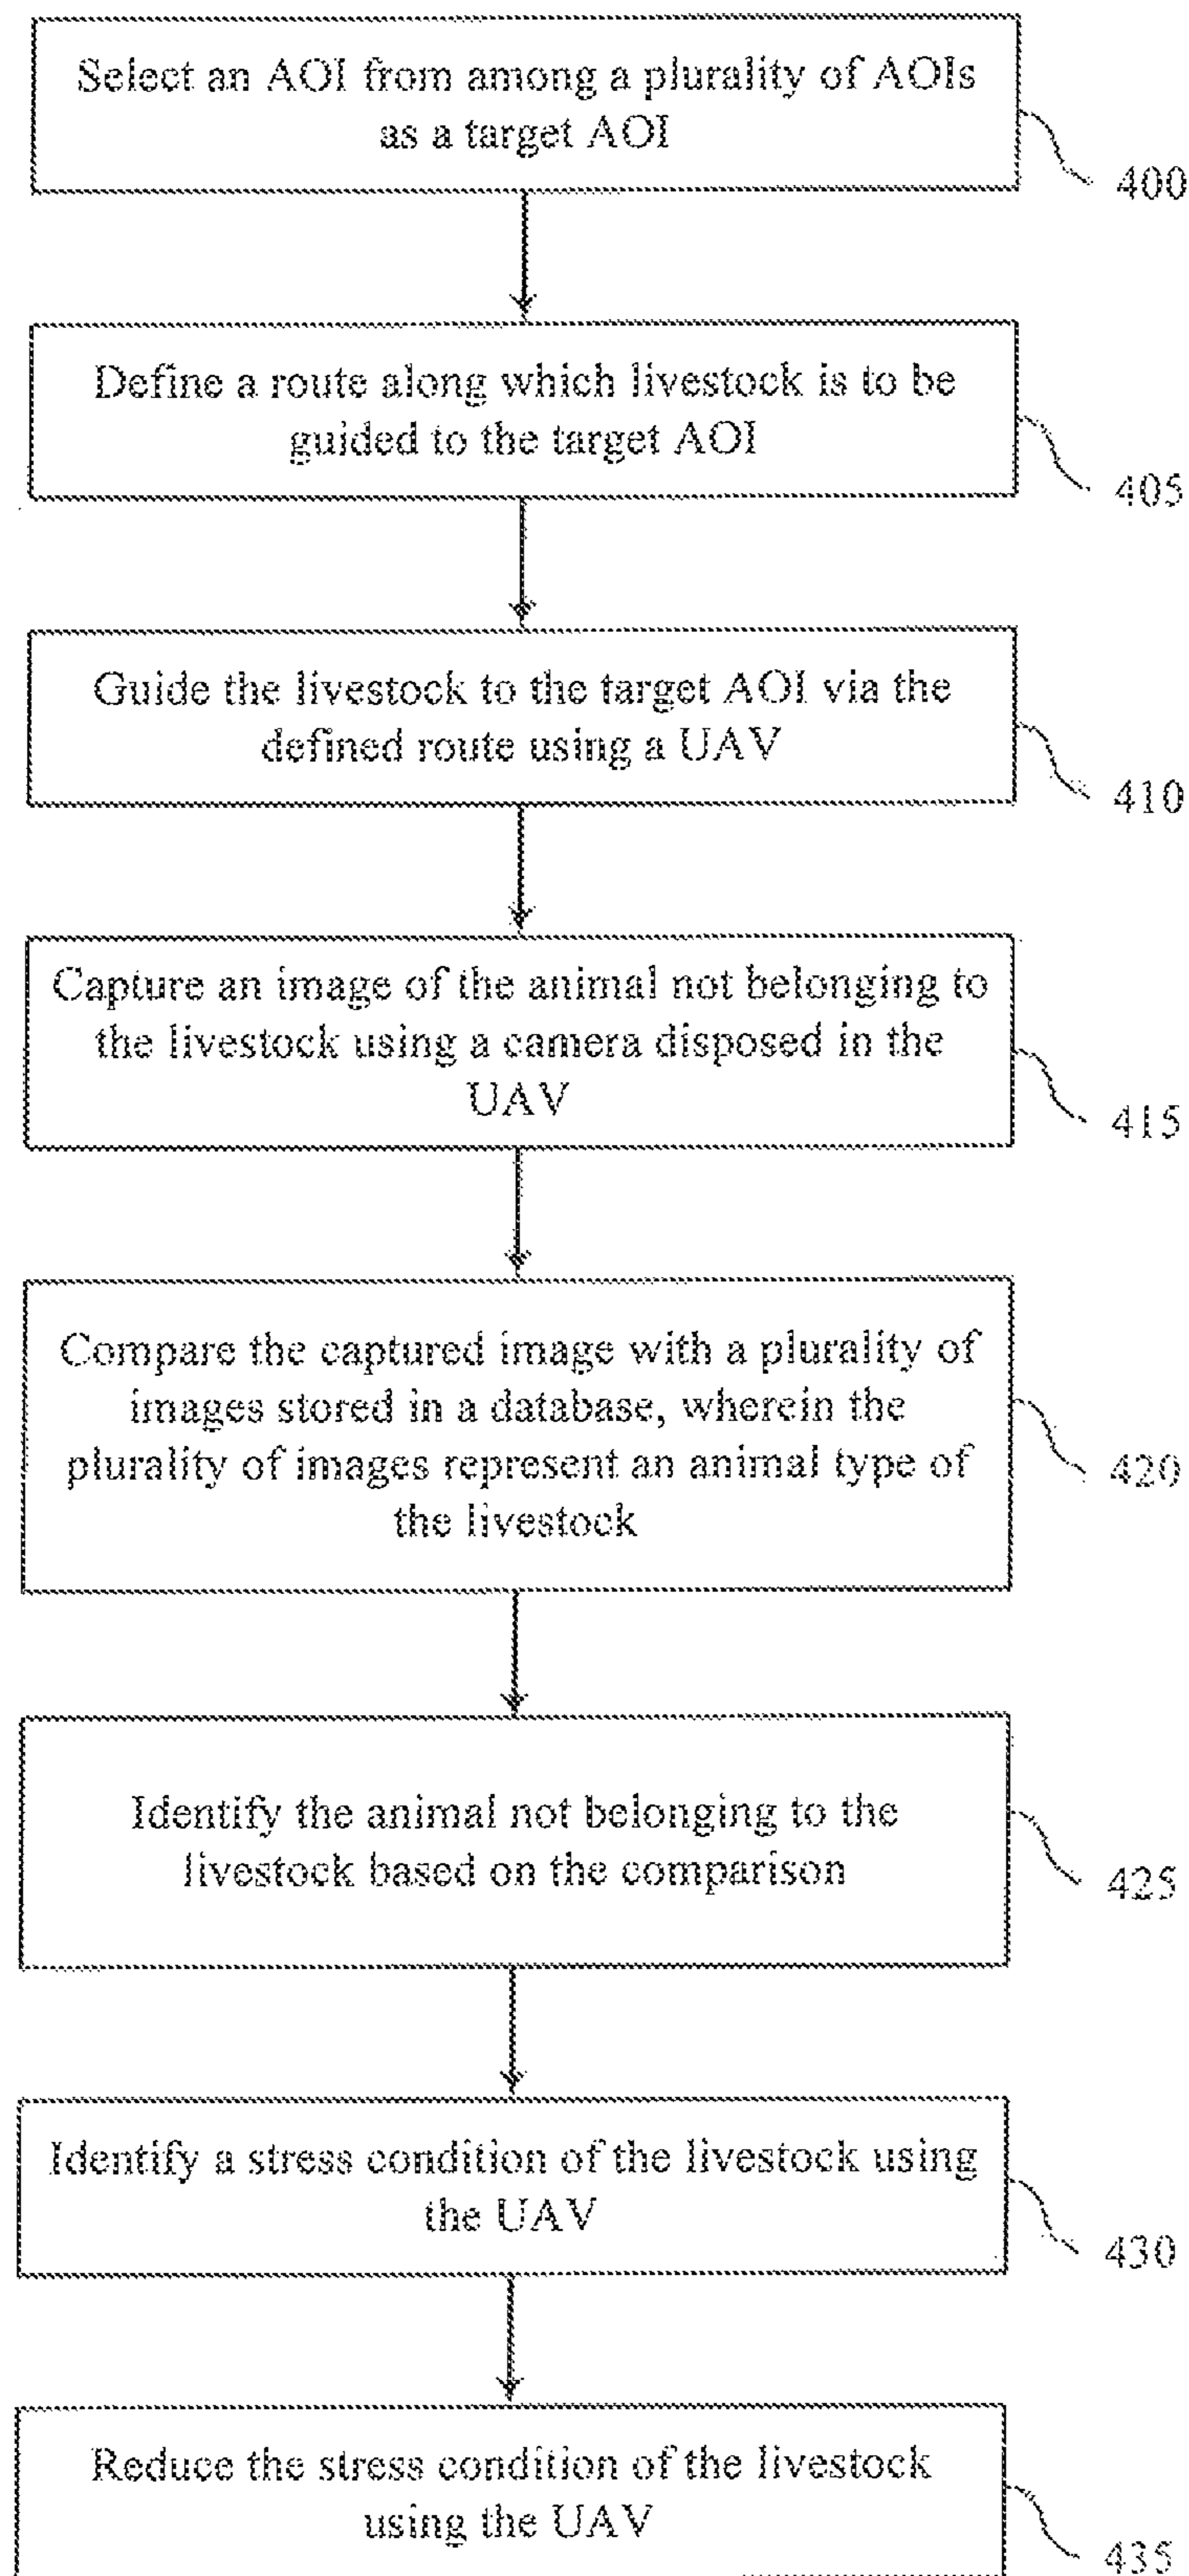 Select an AOI from among a plurality of AOIs
as a target AOI
400
Define a route along which livestock is to be
guided to the target AOI
405
Guide the livestock to the target AOI via the
defined route using a UAV
410
Capture an image of the animal not belonging to
the livestock using a camera disposed in the
UAV
415
Compare the captured image with a plurality of
images stored in a database, wherein the
plurality of images represent an animal type of
the livestock
420
Identify the animal not belonging to the
livestock based on the comparison
425
Identify a stress condition of the livestock using
the UAV
430
Reduce the stress condition of the livestock
using the UAV
435